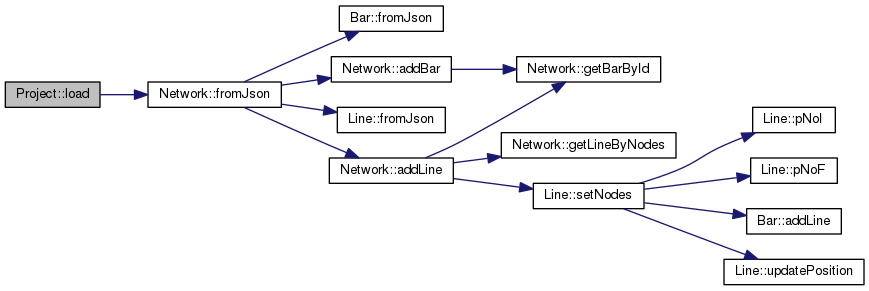 Project::load
Network::fromJson
Bar::fromJson
Network::addBar
Line::fromJson
Network::addLine
Network::getBarById
Network::getLineByNodes
Line::setNodes
Line::pNoI
Line::pNoF
Bar::addLine
Line::updatePosition